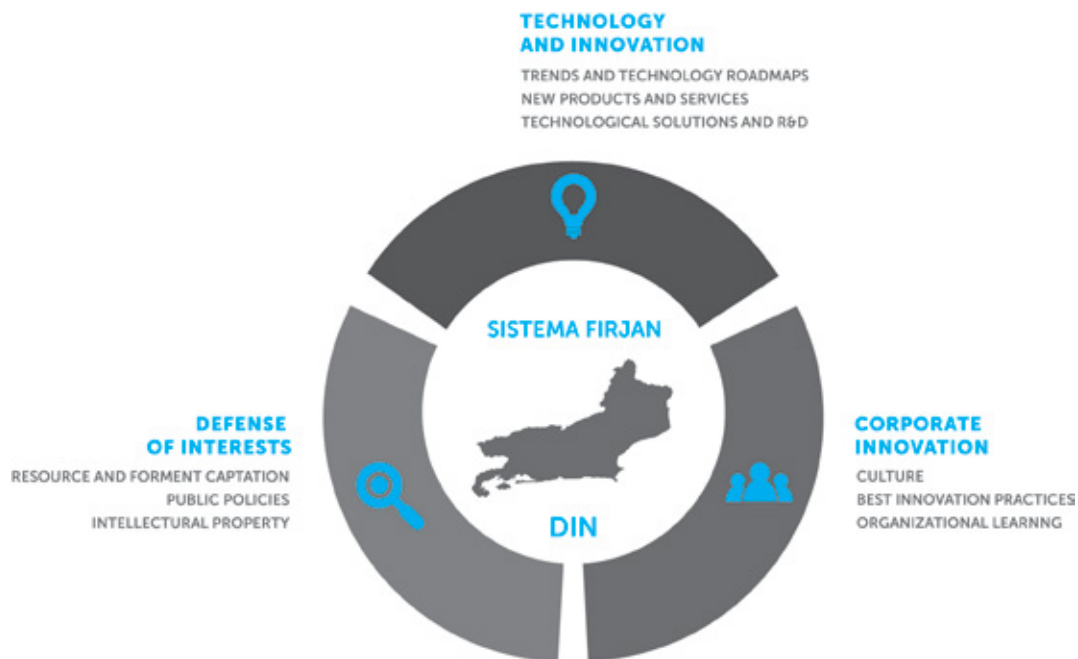 TECHNOLOGY
AND INNOVATION
TRENDS AND TECHNOLOGY ROADMAPS
NEW PRODUCTS AND SERVICES
TECHNOLOGICAL SOLUTIONS AND R&D
SISTEMA FIRJAN
DIN
DEFENSE
OF INTERESTS
RESOURCE AND FORMENT CAPTATION
PUBLIC POLICIES
INTELLECTURAL PROPERTY
CORPORATE
INNOVATION
CULTURE
BEST INNOVATION PRACTICES
ORGANIZATIONAL LEARNNG